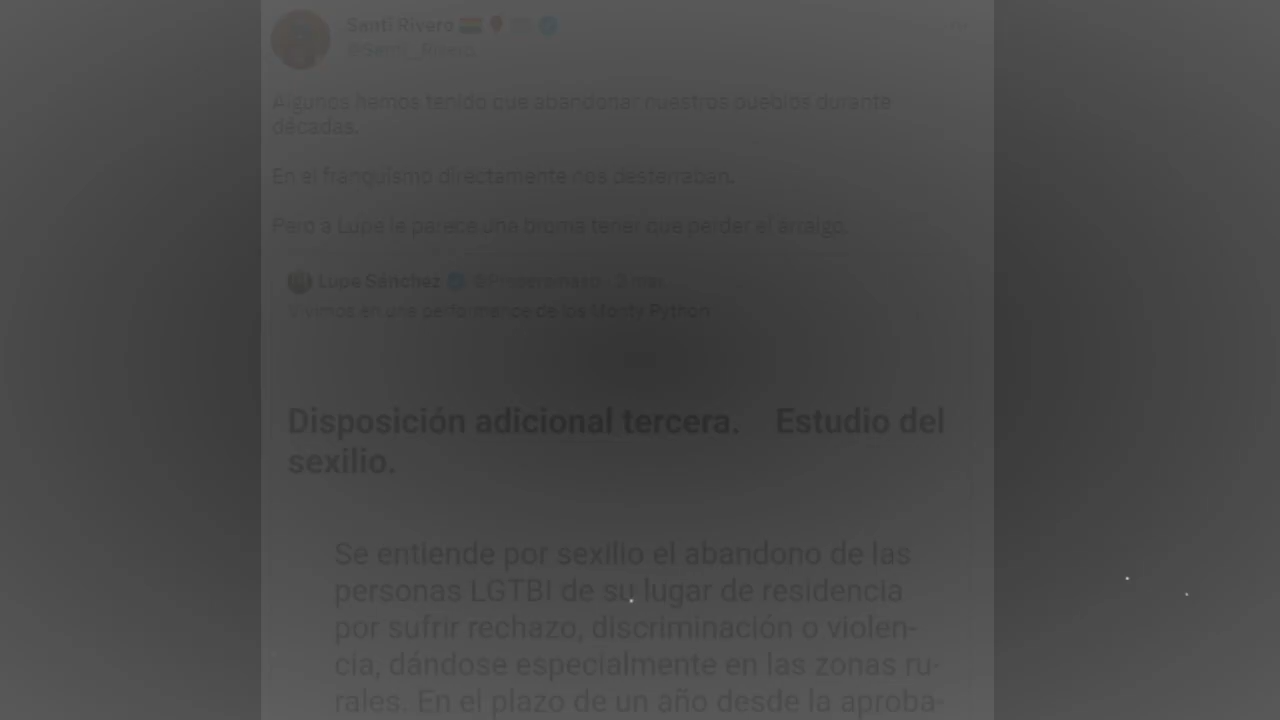 Santi Rivero
@Santi_Rivero
Algunos hemos tenido que abandonar nuestros pueblos durante
décadas.
En el franquismo directamente nos desterraban.
Pero a Lupe le parece una broma tener que perder el arraigo.
Lupe Sánchez
Vivimos en una performance de los Monty Python
Disposición adicional tercera. Estudio del
sexilio.
Se entiende por sexilio el abandono de las
personas LGTBI de su lugar de residencia
por sufrir rechazo, discriminación o violen-
cia, dándose especialmente en las zonas ru-
rales. En el plazo de un año desde la aproba-